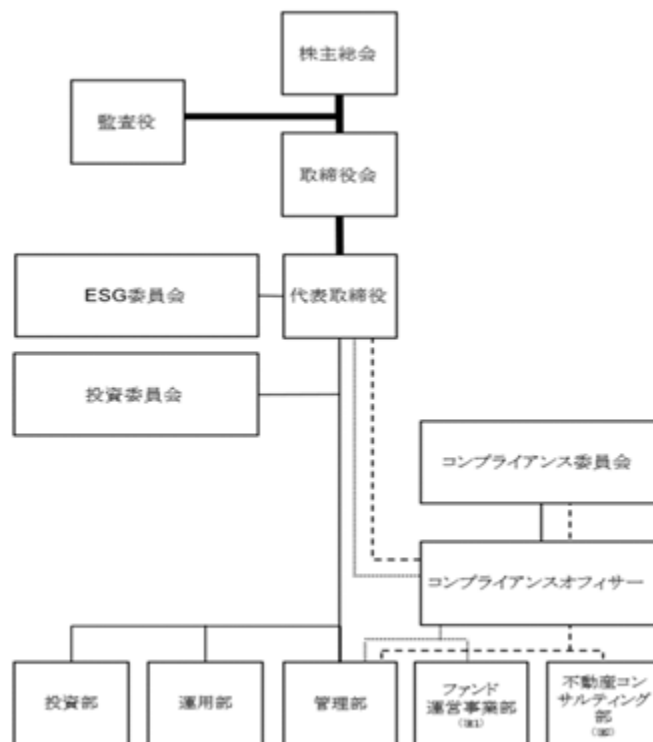 株主総会
監査役
取締役会
ESG委員会
代表取締役
投資委員会
コンプライアンス委員会
コンプライアンスオフィサー
投資部
運用部
管理部
ファンド
運営事業部
(注1)
不動産コン
サルティング
部
(注2)